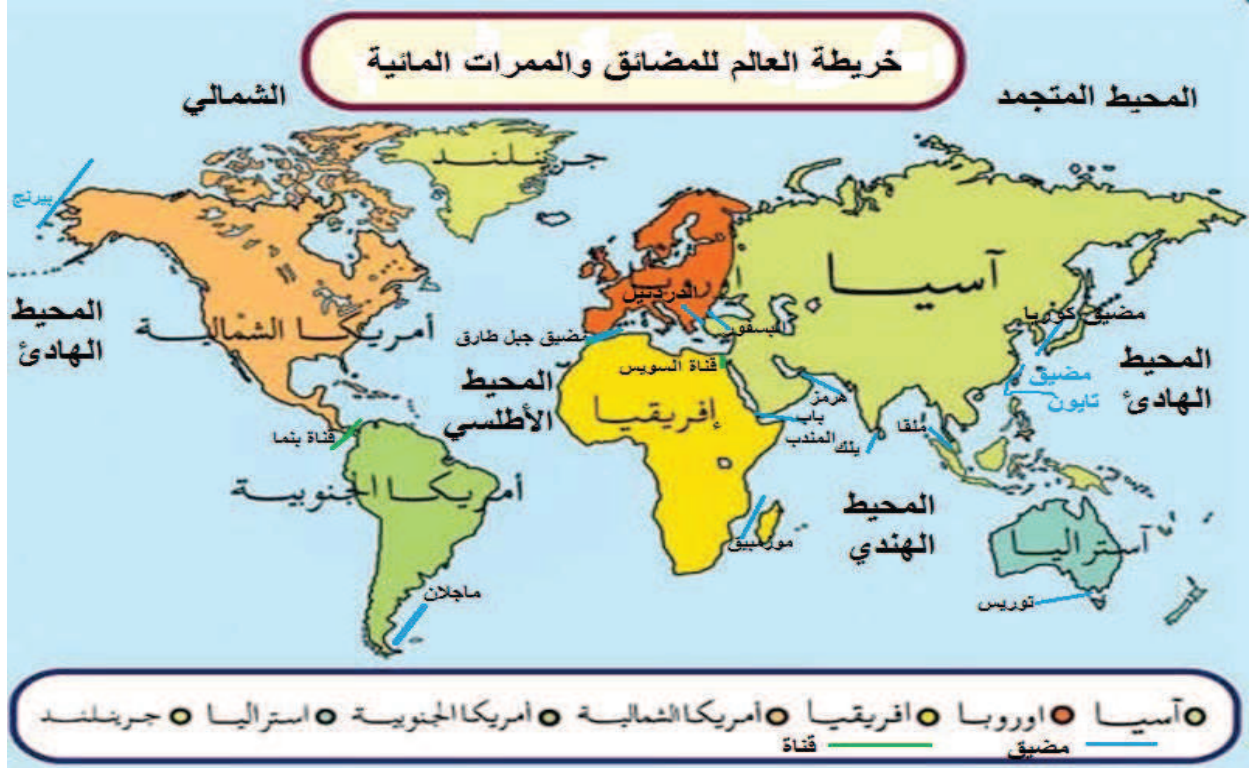 خريطة العالم للمضائق والممرات المائية
المحيط المتجمد
الشمالي
جرينلند
بيرنج
أوروبا
آسيا
الدردنيل
البسفور
مضيق كوريا
المحيط
الهادئ
أمريكا الشمالية
مضيق جبل طارق
قناة السويس
المحيط
الهادئ
مضيق
تايون
المحيط
الأطلسي
إفريقيا
هرمز
باب
المندب
بلك
ملقا
قناة بنما
أمريكا الجنوبية
المحيط
الهندي
موزمبيق
آستراليا
ماجلان
توريس
آسيا اوروبا افريقيا أمريكا الشمالية أمريكا الجنوبية استراليا جرينلند
مضيق قناة